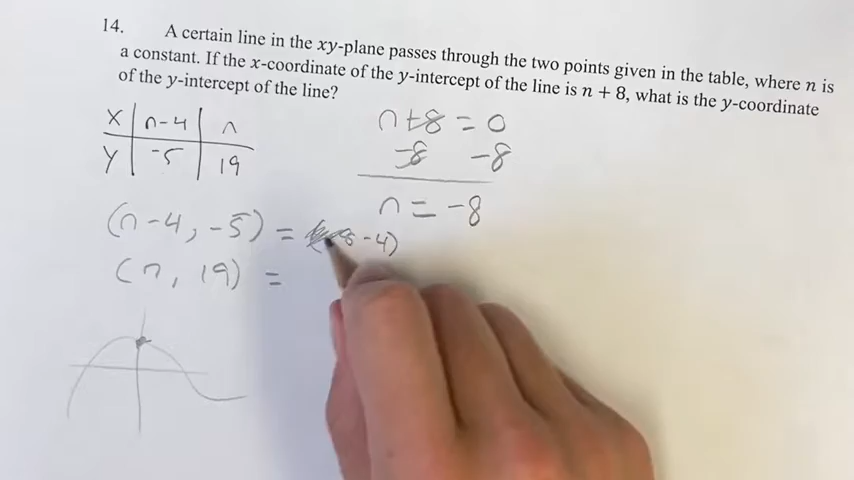 14. A certain line in the xy-plane passes through the two points given in the table, where n is
a constant. If the x-coordinate of the y-intercept of the line is n + 8, what is the y-coordinate
of the y-intercept of the line?
X | n-4 | n
Y | -5 | 19
n+8 = 0
-8 -8
n = -8
(n-4, -5) = 8-4)
(n, 19) =